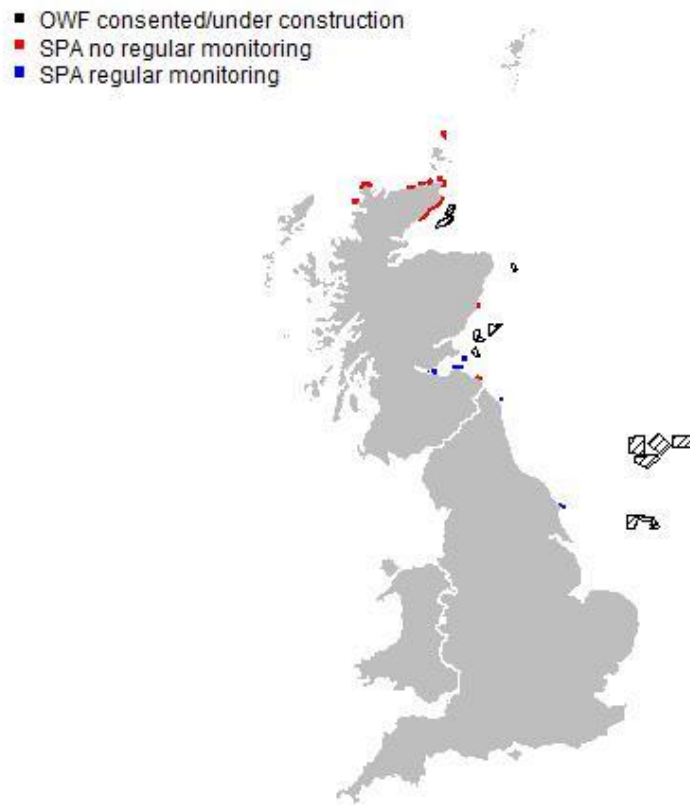 OWF consented/under construction
SPA no regular monitoring
SPA regular monitoring